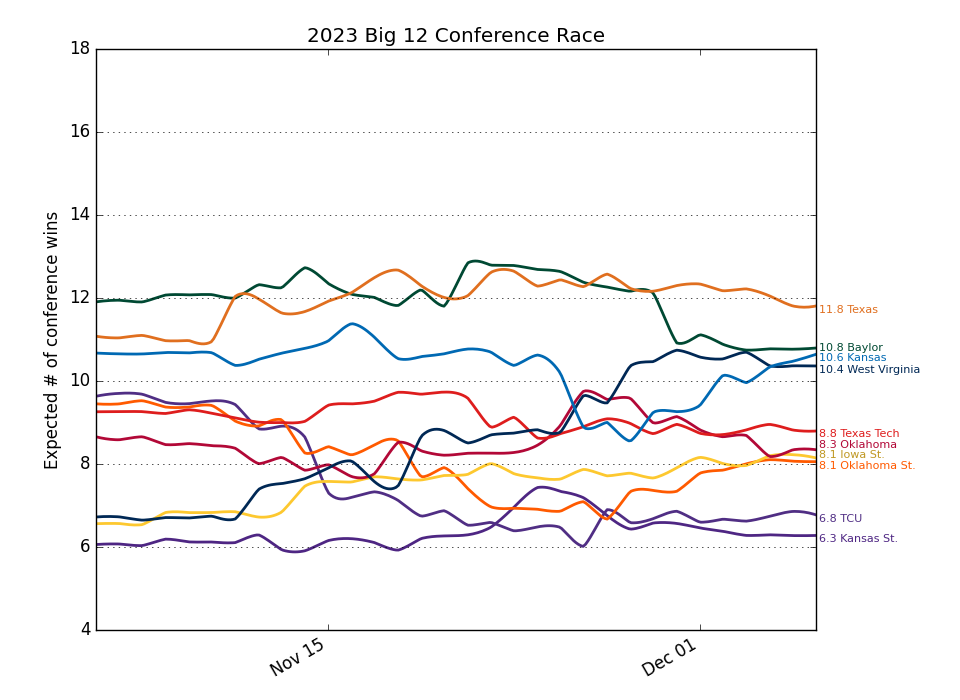 2023 Big 12 Conference Race
Expected # of conference wins
18
16
14
12
10
8
6
4
Nov 15
Dec 01
11.8 Texas
10.8 Baylor
10.6 Kansas
10.4 West Virginia
8.8 Texas Tech
8.3 Oklahoma
8.1 Iowa St.
8.1 Oklahoma St.
6.8 TCU
6.3 Kansas St.